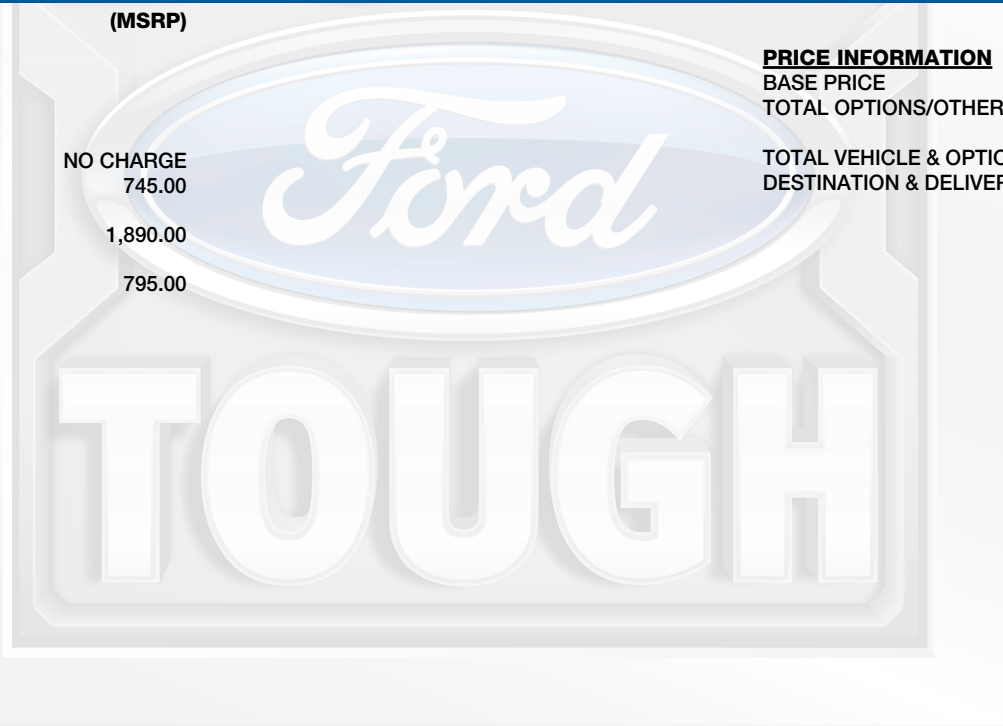 (MSRP)
NO CHARGE
745.00
1,890.00
795.00
PRICE INFORMATION
BASE PRICE
TOTAL OPTIONS/OTHER
TOTAL VEHICLE & OPTIO
DESTINATION & DELIVER
Ford
TOUGH